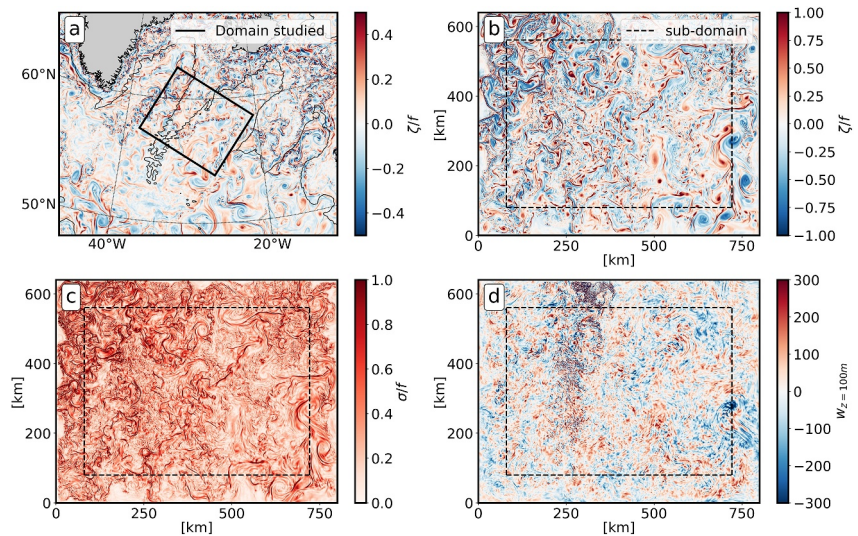 a
Domain studied
60°N
50°N
40°W
20°W
0.4
0.2
0.0
−0.2
−0.4
ζ/f
b
sub-domain
600
400
200
0
[km]
0
250
500
750
[km]
1.00
0.75
0.50
0.25
0.00
−0.25
−0.50
−0.75
−1.00
ζ/f
c
600
400
200
0
[km]
0
250
500
750
[km]
1.0
0.8
0.6
0.4
0.2
0.0
σ/f
d
600
400
200
0
[km]
0
250
500
750
[km]
300
200
100
0
−100
−200
−300
w_{z = 100m}